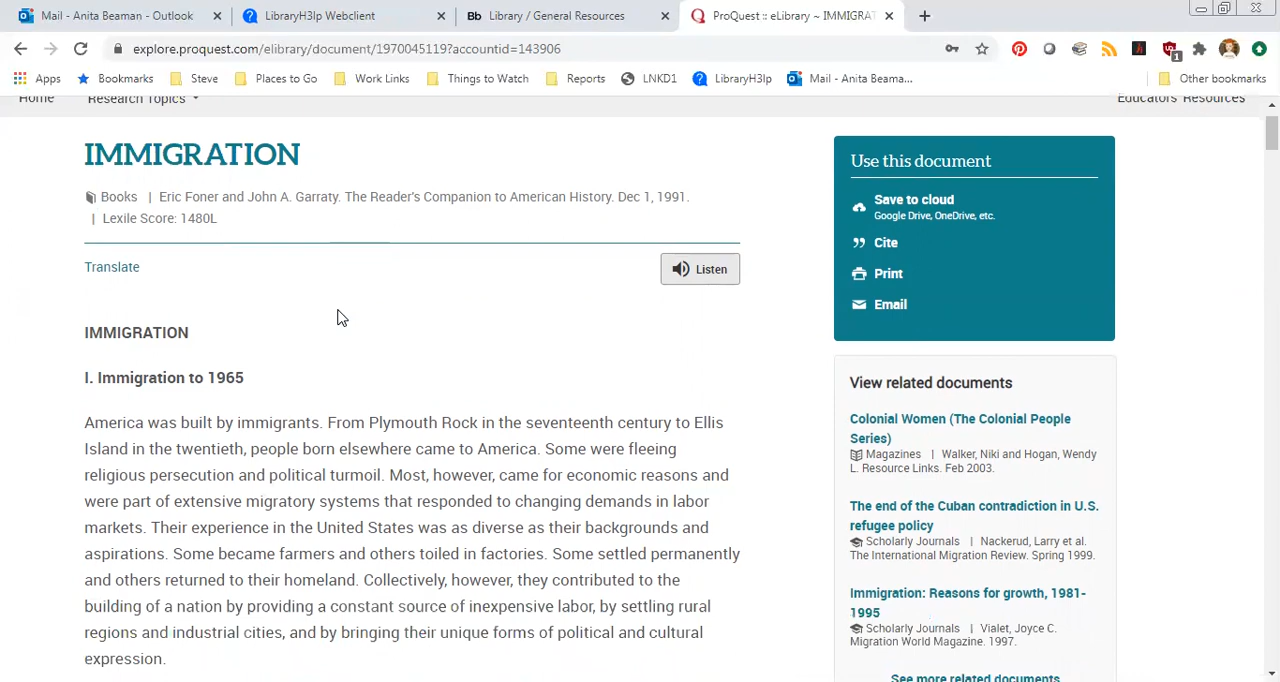 Mail - Anita Beaman - Outlook
LibraryH3lp Webclient
Bb Library / General Resources
ProQuest :: eLibrary ~ IMMIGRAT
explore.proquest.com/elibrary/document/1970045119?accountid=143906
Apps Bookmarks Steve Places to Go Work Links Things to Watch Reports LNKD1 LibraryH3lp Mail - Anita Beama... Other bookmarks
Home Research Topics Educators Resources
IMMIGRATION
Books | Eric Foner and John A. Garraty. The Reader's Companion to American History. Dec 1, 1991.
| Lexile Score: 1480L
Translate
Listen
IMMIGRATION
I. Immigration to 1965
America was built by immigrants. From Plymouth Rock in the seventeenth century to Ellis
Island in the twentieth, people born elsewhere came to America. Some were fleeing
religious persecution and political turmoil. Most, however, came for economic reasons and
were part of extensive migratory systems that responded to changing demands in labor
markets. Their experience in the United States was as diverse as their backgrounds and
aspirations. Some became farmers and others toiled in factories. Some settled permanently
and others returned to their homeland. Collectively, however, they contributed to the
building of a nation by providing a constant source of inexpensive labor, by settling rural
regions and industrial cities, and by bringing their unique forms of political and cultural
expression.
Use this document
Save to cloud
Google Drive, OneDrive, etc.
Cite
Print
Email
View related documents
Colonial Women (The Colonial People
Series)
Magazines | Walker, Niki and Hogan, Wendy
L. Resource Links. Feb 2003.
The end of the Cuban contradiction in U.S.
refugee policy
Scholarly Journals | Nackerud, Larry et al.
The International Migration Review. Spring 1999.
Immigration: Reasons for growth, 1981-
1995
Scholarly Journals | Vialet, Joyce C.
Migration World Magazine. 1997.
See more related documents